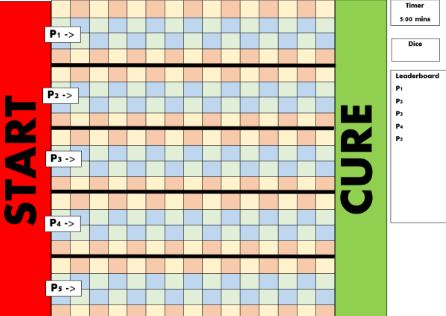 START
P1 ->
P2 ->
P3 ->
P4 ->
P5 ->
CURE
Timer
5:00 mins
Dice
Leaderboard
P1
P2
P3
P4
P5